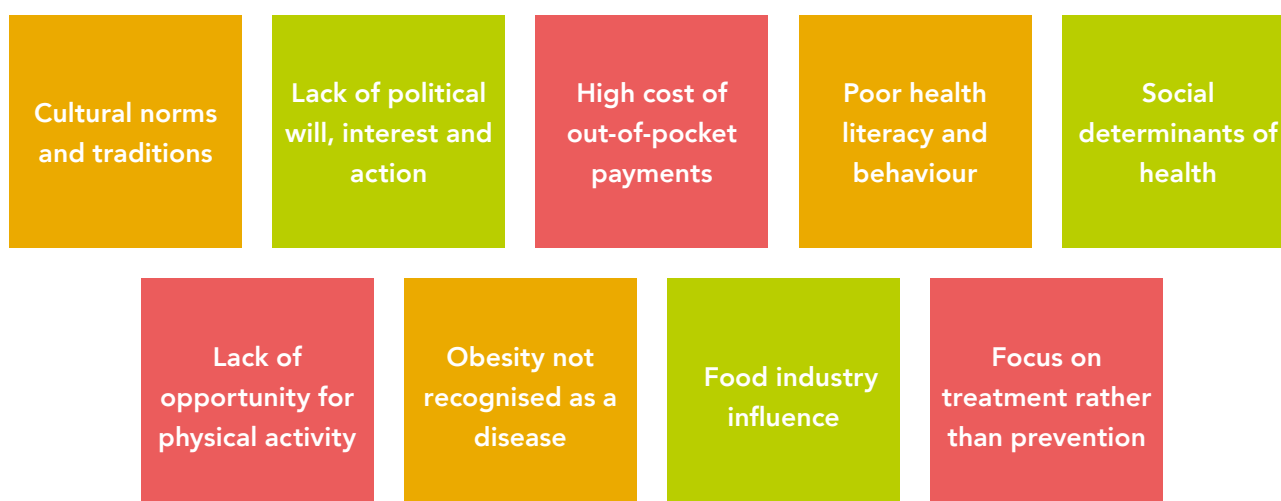 Cultural norms
and traditions
Lack of political
will, interest and
action
High cost of
out-of-pocket
payments
Poor health
literacy and
behaviour
Social
determinants of
health
Lack of
opportunity for
physical activity
Obesity not
recognised as a
disease
Food industry
influence
Focus on
treatment rather
than prevention